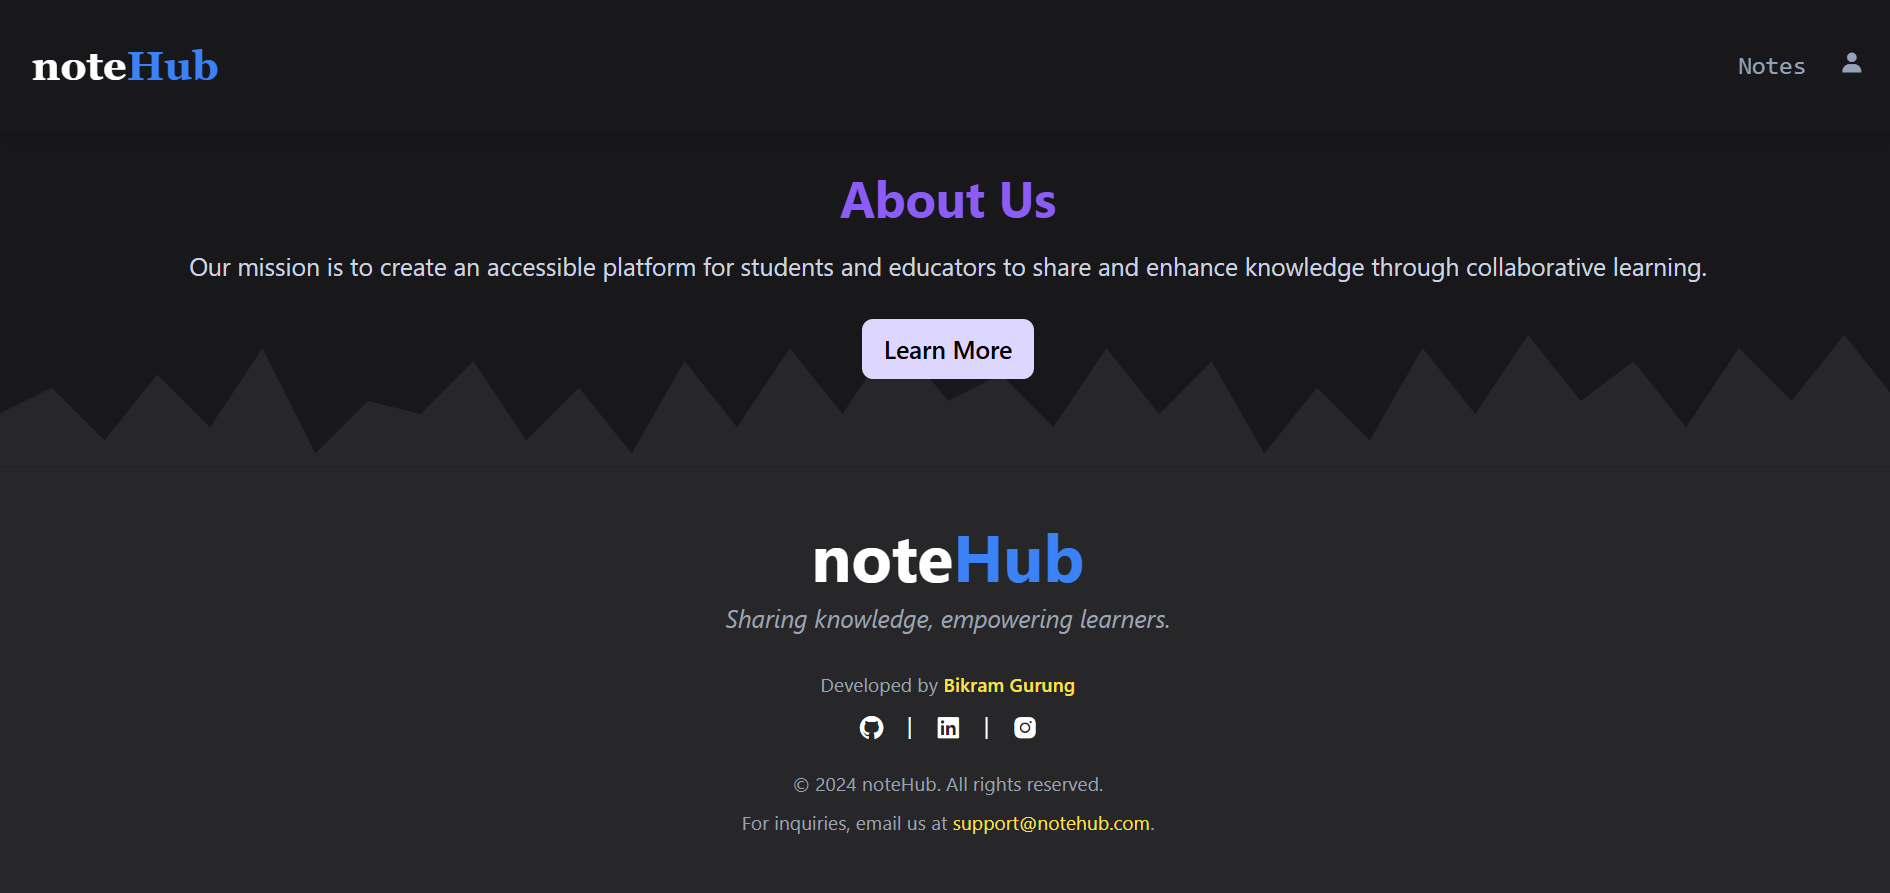 noteHub
Notes
About Us
Our mission is to create an accessible platform for students and educators to share and enhance knowledge through collaborative learning.
Learn More
noteHub
Sharing knowledge, empowering learners.
Developed by Bikram Gurung
| |
© 2024 noteHub. All rights reserved.
For inquiries, email us at support@notehub.com.